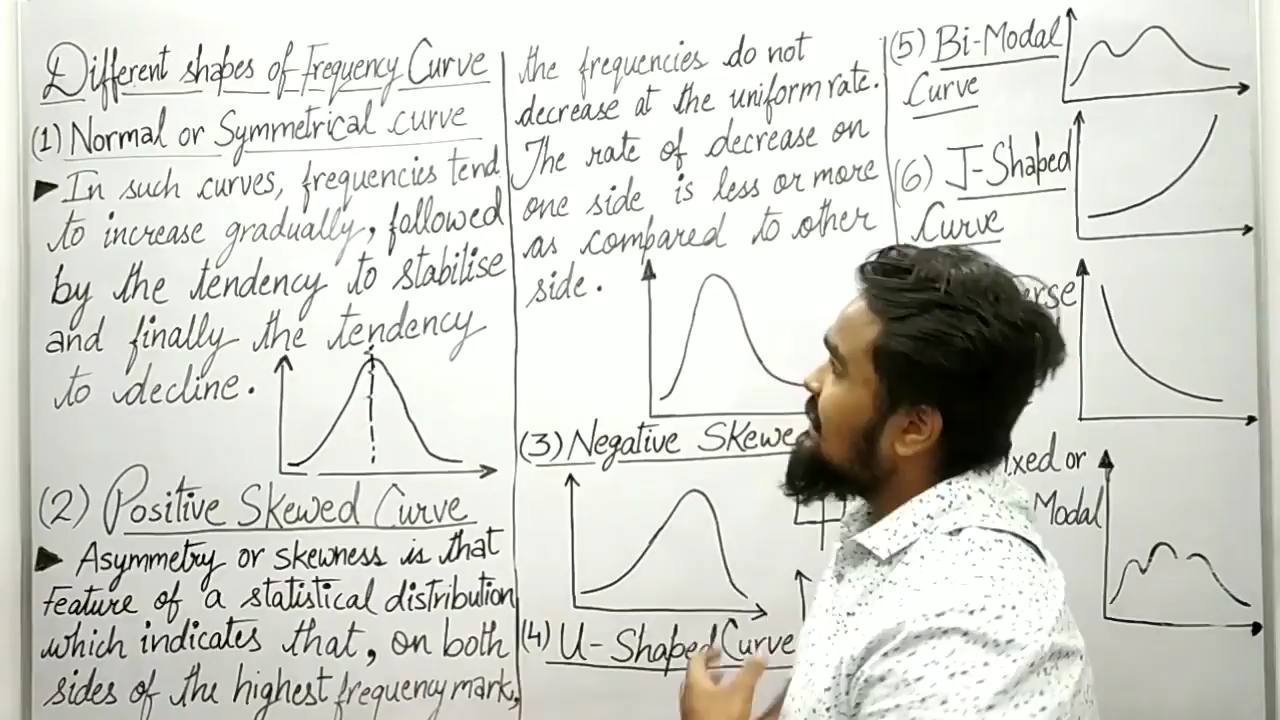 Different shapes of Frequency Curve
(1) Normal or Symmetrical curve
In such curves, frequencies tend
to increase gradually, followed
by the tendency to stabilise
and finally the tendency
to decline.
(2) Positive Skewed Curve
Asymmetry or skewness is that
feature of a statistical distribution
which indicates that, on both
sides of the highest frequency mark,
the frequencies do not
decrease at the uniform rate.
The rate of decrease on
one side is less or more
as compared to other
side.
(3) Negative Skewe
(4) U-Shaped Curve
(5) Bi-Modal
Curve
(6) J-Shaped
Curve
erse
ixed or
Modal